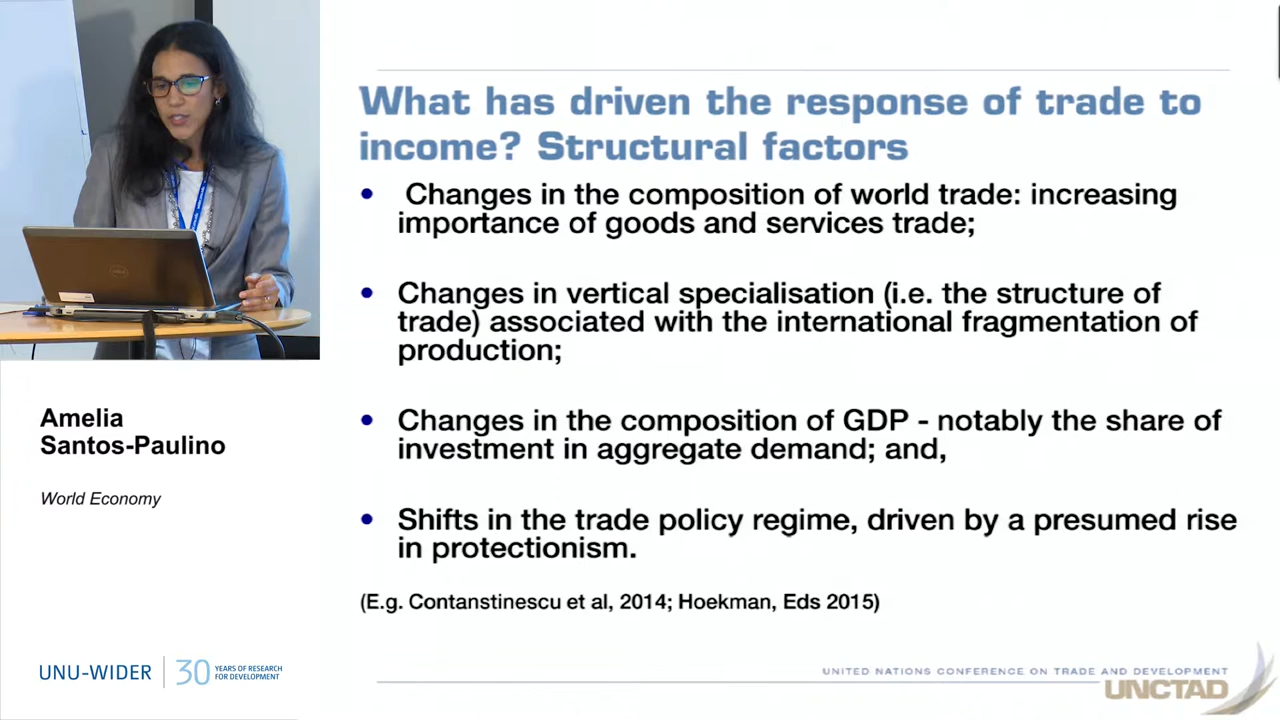 What has driven the response of trade to
income? Structural factors
• Changes in the composition of world trade: increasing
importance of goods and services trade;
• Changes in vertical specialisation (i.e. the structure of
trade) associated with the international fragmentation of
production;
• Changes in the composition of GDP - notably the share of
investment in aggregate demand; and,
• Shifts in the trade policy regime, driven by a presumed rise
in protectionism.
(E.g. Contanstinescu et al, 2014; Hoekman, Eds 2015)
Amelia
Santos-Paulino
World Economy
UNU-WIDER
30
YEARS OF RESEARCH
FOR DEVELOPMENT
UNITED NATIONS CONFERENCE ON TRADE AND DEVELOPMENT
UNCTAD